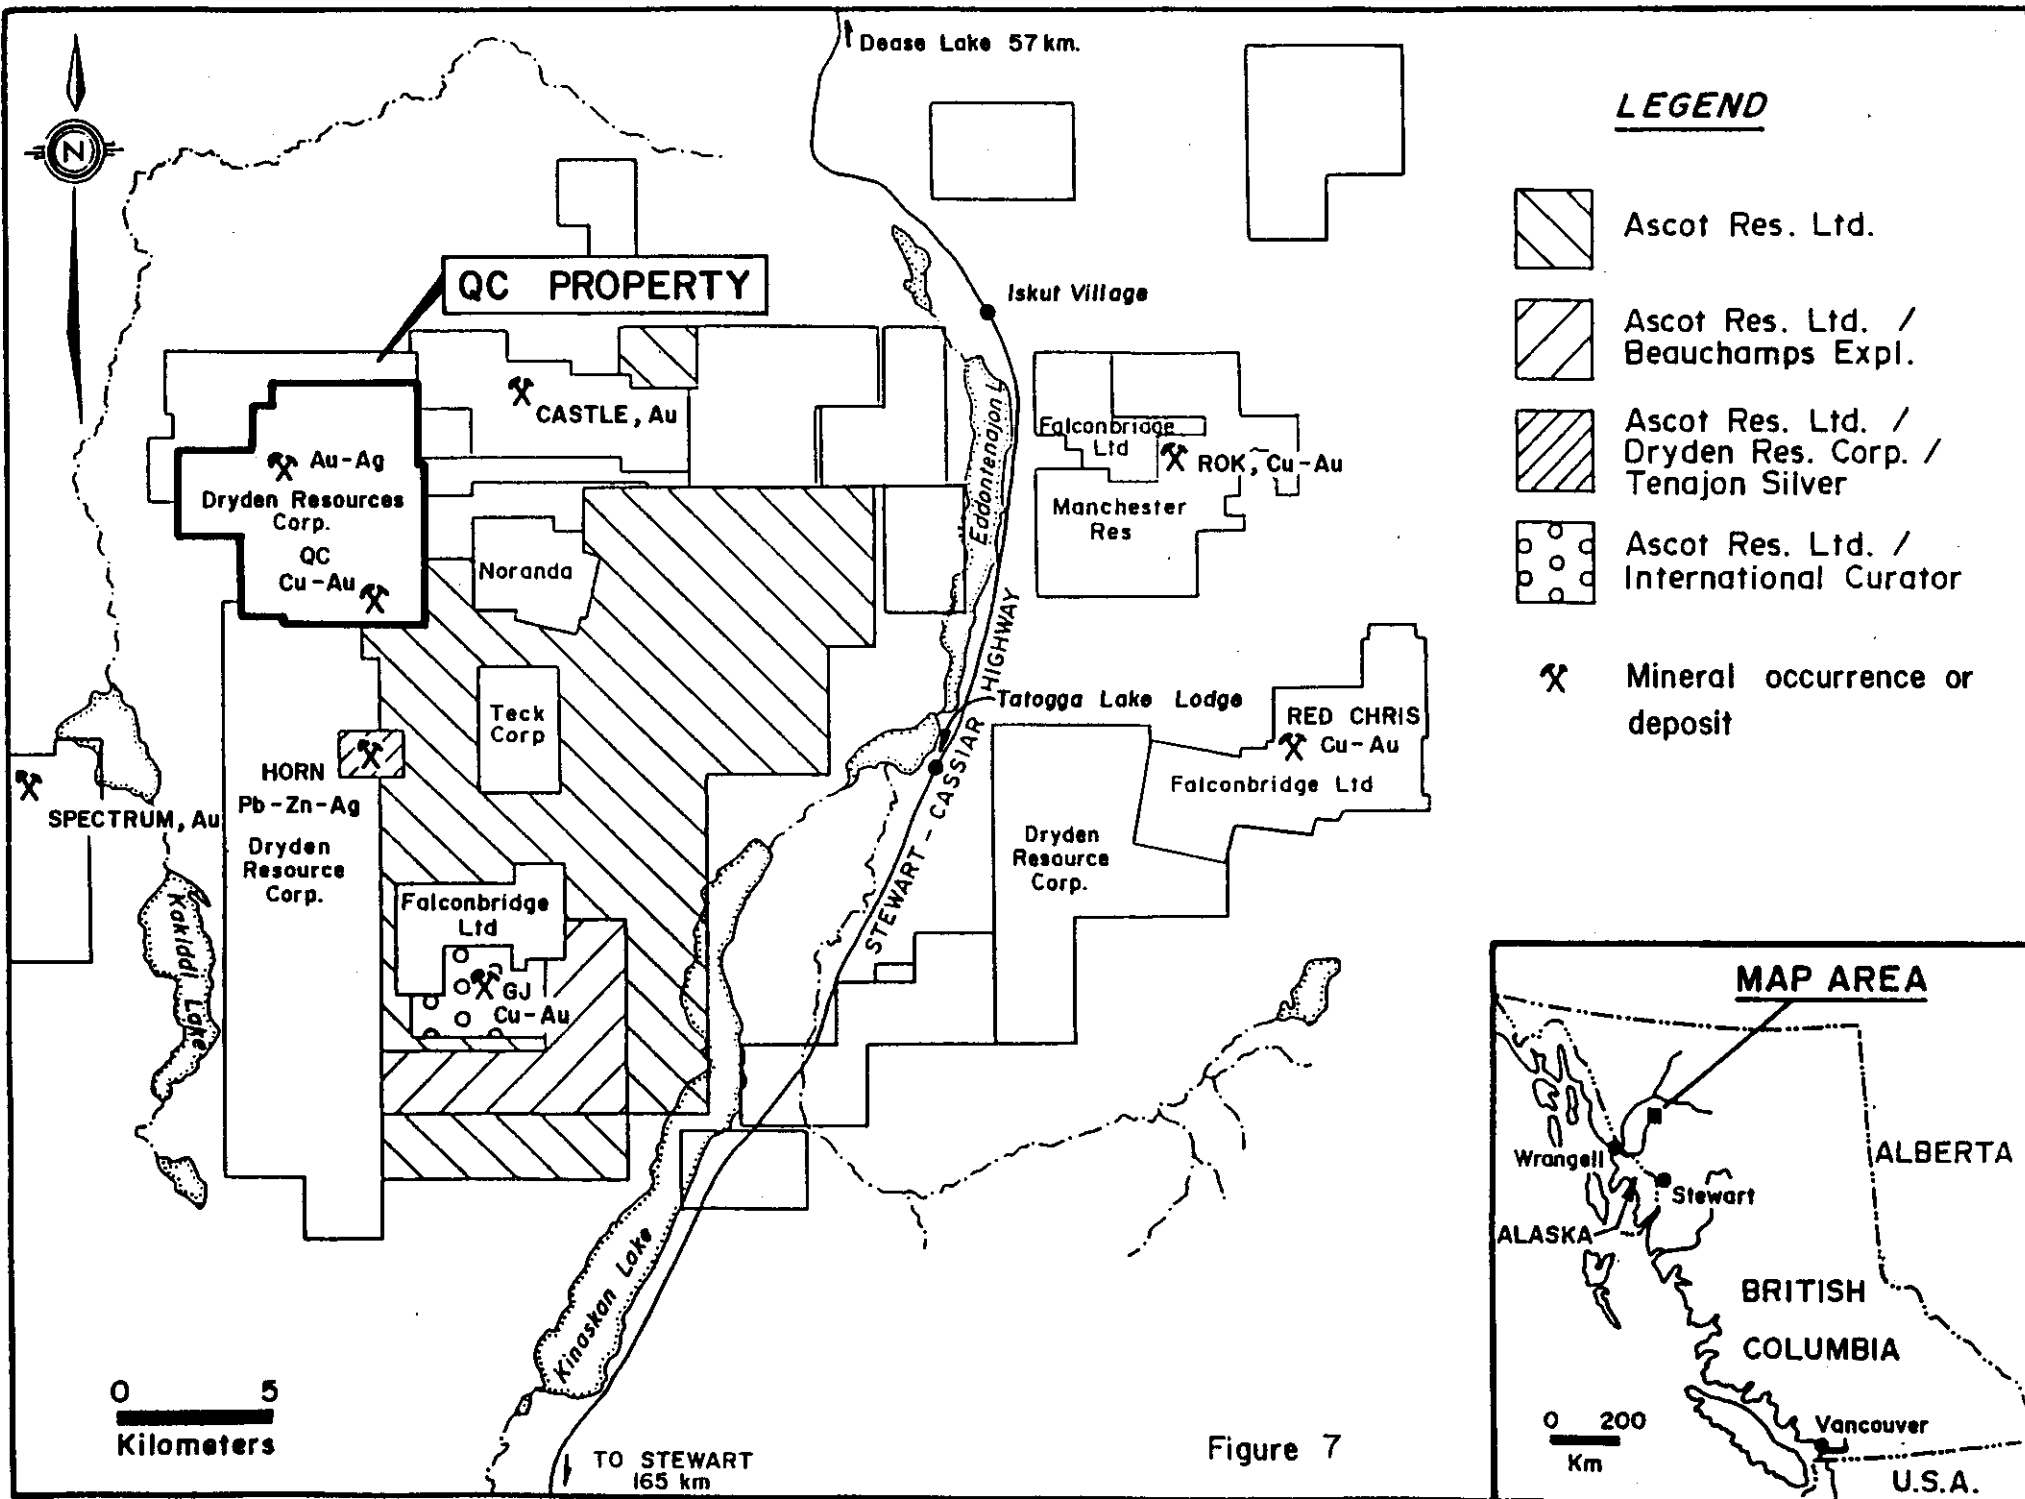 Dease Lake 57 km.
N
QC PROPERTY
Iskut Village
CASTLE, Au
Au-Ag
Dryden Resources
Corp.
QC
Cu-Au
Noranda
Eddontenajon L
Falconbridge
Ltd
ROK, Cu-Au
Manchester
Res
Teck
Corp
STEWART-CASSIAR HIGHWAY
Tatogga Lake Lodge
RED CHRIS
Cu-Au
Falconbridge Ltd
HORN
Pb-Zn-Ag
SPECTRUM, Au
Dryden
Resource
Corp.
Dryden
Resource
Corp.
Kakiddi Lake
Falconbridge
Ltd
GJ
Cu-Au
Kinaskan Lake
0 5
Kilometers
TO STEWART
165 km
Figure 7
LEGEND
Ascot Res. Ltd.
Ascot Res. Ltd. /
Beauchamps Expl.
Ascot Res. Ltd. /
Dryden Res. Corp. /
Tenajon Silver
Ascot Res. Ltd. /
International Curator
Mineral occurrence or
deposit
MAP AREA
Wrangell
Stewart
ALASKA
ALBERTA
BRITISH
COLUMBIA
Vancouver
U.S.A.
0 200
Km